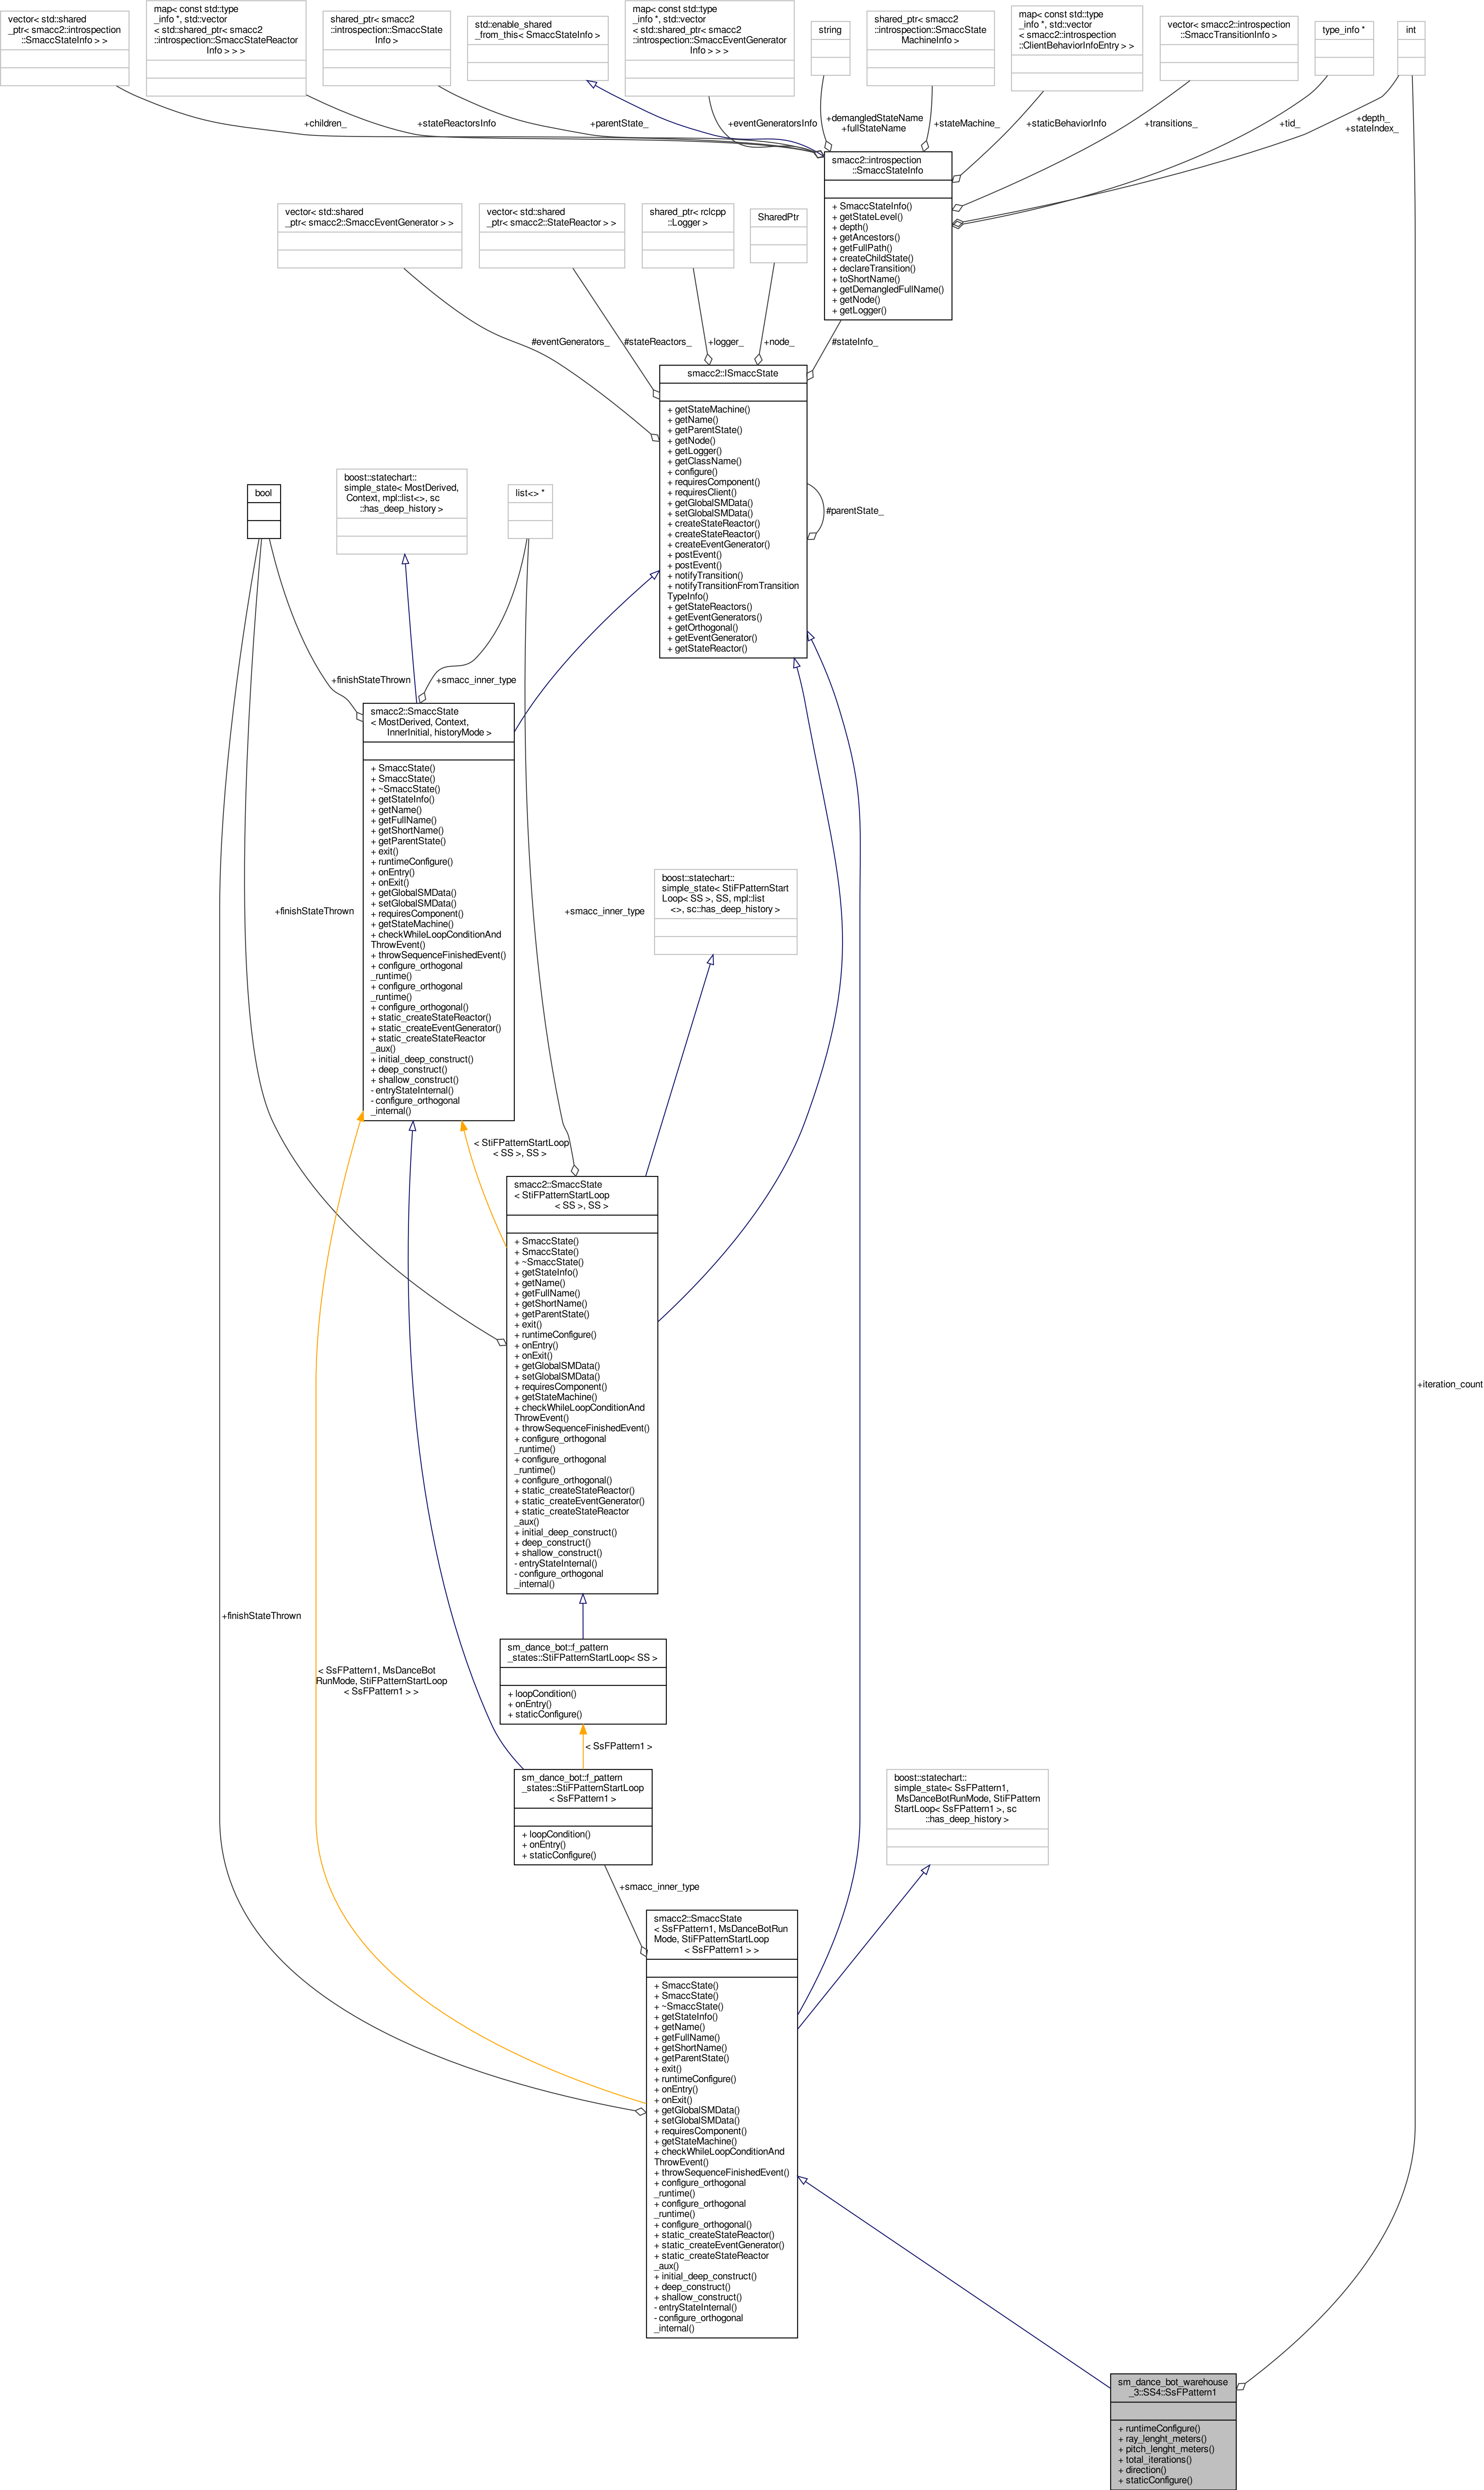 vector< std::shared
_ptr< smacc2::introspection
::SmaccStateInfo > >
map< const std::type
_info *, std::vector
< std::shared_ptr< smacc2
::introspection::SmaccStateReactor
Info > > >
shared_ptr< smacc2
::introspection::SmaccState
Info >
std::enable_shared
_from_this< SmaccStateInfo >
map< const std::type
_info *, std::vector
< std::shared_ptr< smacc2
::introspection::SmaccEventGenerator
Info > > >
string
shared_ptr< smacc2
::introspection::SmaccState
MachineInfo >
map< const std::type
_info *, std::vector
< smacc2::introspection
::ClientBehaviorInfoEntry > >
vector< smacc2::introspection
::SmaccTransitionInfo >
type_info *
int
+children_
+stateReactorsInfo
+parentState_
+eventGeneratorsInfo
+demangledStateName
+fullStateName
+stateMachine_
+staticBehaviorInfo
+transitions_
+tid_
+depth_
+stateIndex_
smacc2::introspection
::SmaccStateInfo
+ SmaccStateInfo()
+ getStateLevel()
+ depth()
+ getAncestors()
+ getFullPath()
+ createChildState()
+ declareTransition()
+ toShortName()
+ getDemangledFullName()
+ getNode()
+ getLogger()
vector< std::shared
_ptr< smacc2::SmaccEventGenerator > >
vector< std::shared
_ptr< smacc2::StateReactor > >
shared_ptr< rclcpp
::Logger >
SharedPtr
#eventGenerators_
#stateReactors_
+logger_
+node_
#stateInfo_
smacc2::ISmaccState
+ getStateMachine()
+ getName()
+ getParentState()
+ getNode()
+ getLogger()
+ getClassName()
+ configure()
+ requiresComponent()
+ requiresClient()
+ getGlobalSMData()
+ setGlobalSMData()
+ createStateReactor()
+ createStateReactor()
+ createEventGenerator()
+ postEvent()
+ postEvent()
+ notifyTransition()
+ notifyTransitionFromTransition
TypeInfo()
+ getStateReactors()
+ getEventGenerators()
+ getOrthogonal()
+ getEventGenerator()
+ getStateReactor()
#parentState_
bool
boost::statechart::
simple_state< MostDerived,
Context, mpl::list<>, sc
::has_deep_history >
list<> *
+finishStateThrown
+smacc_inner_type
smacc2::SmaccState
< MostDerived, Context,
InnerInitial, historyMode >
+ SmaccState()
+ SmaccState()
+ ~SmaccState()
+ getStateInfo()
+ getName()
+ getFullName()
+ getShortName()
+ getParentState()
+ exit()
+ runtimeConfigure()
+ onEntry()
+ onExit()
+ getGlobalSMData()
+ setGlobalSMData()
+ requiresComponent()
+ getStateMachine()
+ checkWhileLoopConditionAnd
ThrowEvent()
+ throwSequenceFinishedEvent()
+ configure_orthogonal
_runtime()
+ configure_orthogonal
_runtime()
+ configure_orthogonal()
+ static_createStateReactor()
+ static_createEventGenerator()
+ static_createStateReactor
_aux()
+ initial_deep_construct()
+ deep_construct()
+ shallow_construct()
- entryStateInternal()
- configure_orthogonal
_internal()
+finishStateThrown
+smacc_inner_type
boost::statechart::
simple_state< StiFPatternStart
Loop< SS >, SS, mpl::list
<>, sc::has_deep_history >
< StiFPatternStartLoop
< SS >, SS >
smacc2::SmaccState
< StiFPatternStartLoop
< SS >, SS >
+ SmaccState()
+ SmaccState()
+ ~SmaccState()
+ getStateInfo()
+ getName()
+ getFullName()
+ getShortName()
+ getParentState()
+ exit()
+ runtimeConfigure()
+ onEntry()
+ onExit()
+ getGlobalSMData()
+ setGlobalSMData()
+ requiresComponent()
+ getStateMachine()
+ checkWhileLoopConditionAnd
ThrowEvent()
+ throwSequenceFinishedEvent()
+ configure_orthogonal
_runtime()
+ configure_orthogonal
_runtime()
+ configure_orthogonal()
+ static_createStateReactor()
+ static_createEventGenerator()
+ static_createStateReactor
_aux()
+ initial_deep_construct()
+ deep_construct()
+ shallow_construct()
- entryStateInternal()
- configure_orthogonal
_internal()
+iteration_count
+finishStateThrown
sm_dance_bot::f_pattern
_states::StiFPatternStartLoop< SS >
+ loopCondition()
+ onEntry()
+ staticConfigure()
< SsFPattern1, MsDanceBot
RunMode, StiFPatternStartLoop
< SsFPattern1 > >
< SsFPattern1 >
sm_dance_bot::f_pattern
_states::StiFPatternStartLoop
< SsFPattern1 >
+ loopCondition()
+ onEntry()
+ staticConfigure()
boost::statechart::
simple_state< SsFPattern1,
MsDanceBotRunMode, StiFPattern
StartLoop< SsFPattern1 >, sc
::has_deep_history >
+smacc_inner_type
smacc2::SmaccState
< SsFPattern1, MsDanceBotRun
Mode, StiFPatternStartLoop
< SsFPattern1 > >
+ SmaccState()
+ SmaccState()
+ ~SmaccState()
+ getStateInfo()
+ getName()
+ getFullName()
+ getShortName()
+ getParentState()
+ exit()
+ runtimeConfigure()
+ onEntry()
+ onExit()
+ getGlobalSMData()
+ setGlobalSMData()
+ requiresComponent()
+ getStateMachine()
+ checkWhileLoopConditionAnd
ThrowEvent()
+ throwSequenceFinishedEvent()
+ configure_orthogonal
_runtime()
+ configure_orthogonal
_runtime()
+ configure_orthogonal()
+ static_createStateReactor()
+ static_createEventGenerator()
+ static_createStateReactor
_aux()
+ initial_deep_construct()
+ deep_construct()
+ shallow_construct()
- entryStateInternal()
- configure_orthogonal
_internal()
sm_dance_bot_warehouse
_3::SS4::SsFPattern1
+ runtimeConfigure()
+ ray_lenght_meters()
+ pitch_lenght_meters()
+ total_iterations()
+ direction()
+ staticConfigure()